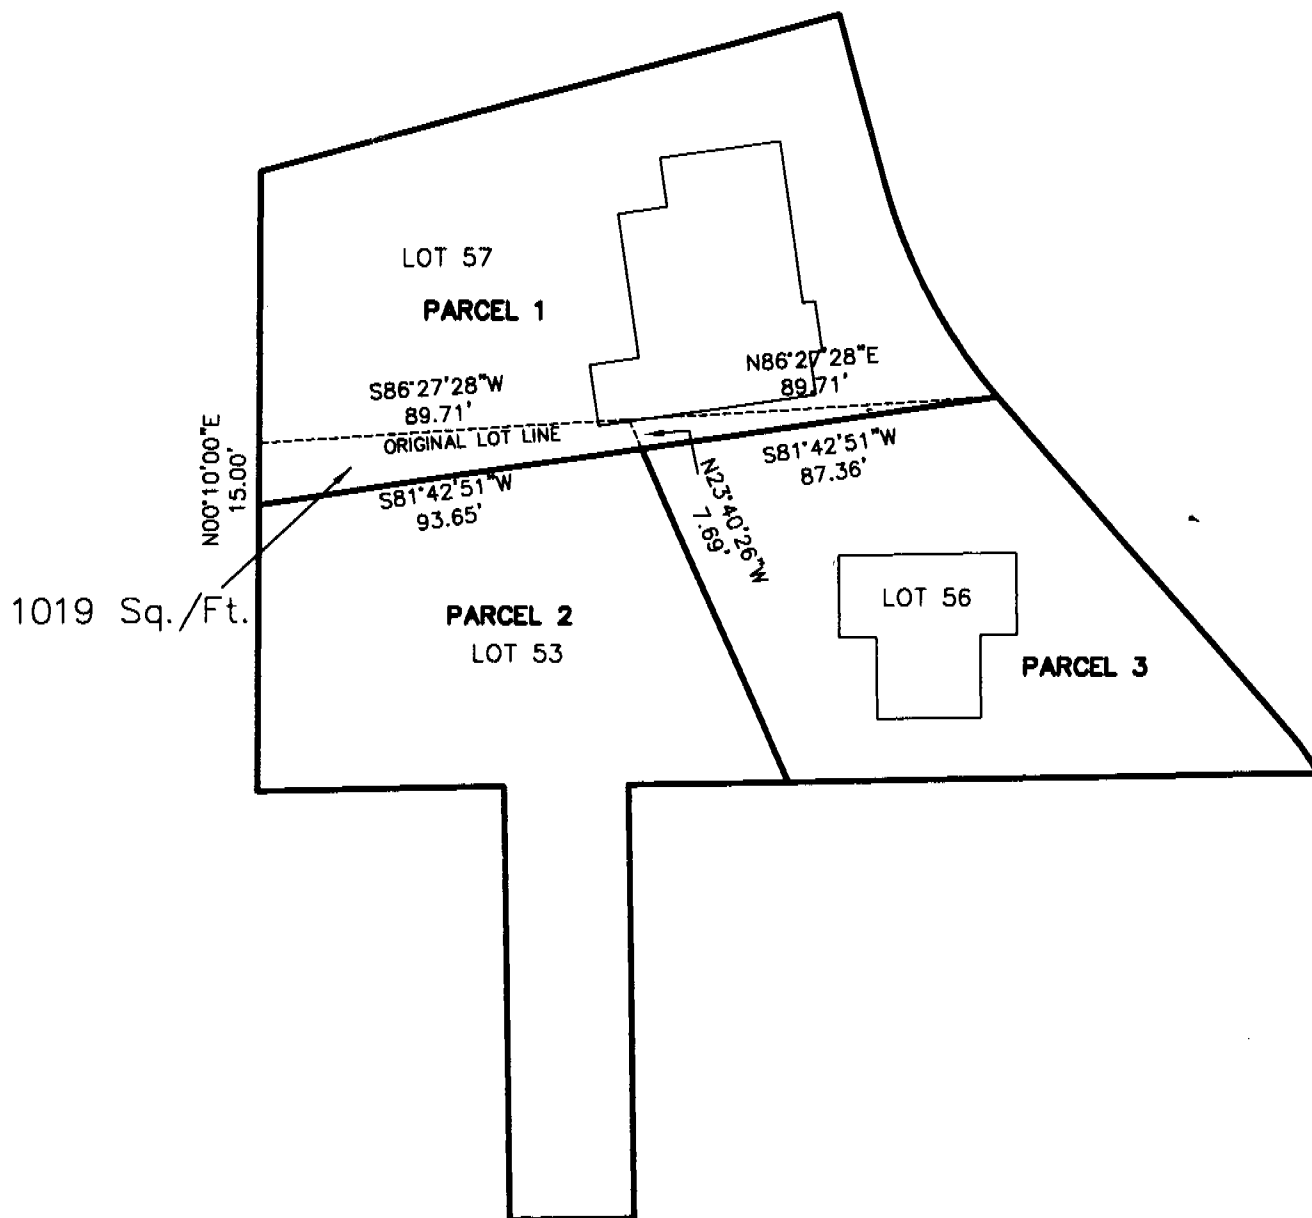 LOT 57
PARCEL 1
S86°27'28"W
89.71'
N86°27'28"E
89.71'
ORIGINAL LOT LINE
N00°10'00"E
15.00'
S81°42'51"W
93.65'
S81°42'51"W
87.36'
N23°40'26"W
7.69'
1019 Sq./Ft.
PARCEL 2
LOT 53
LOT 56
PARCEL 3